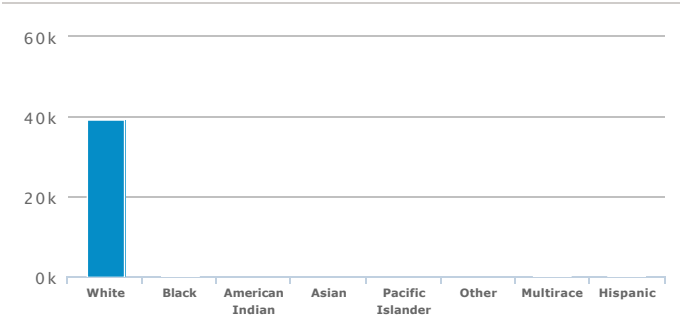 60k
40k
20k
0k
White Black American Asian Pacific Other Multirace Hispanic
Indian Islander